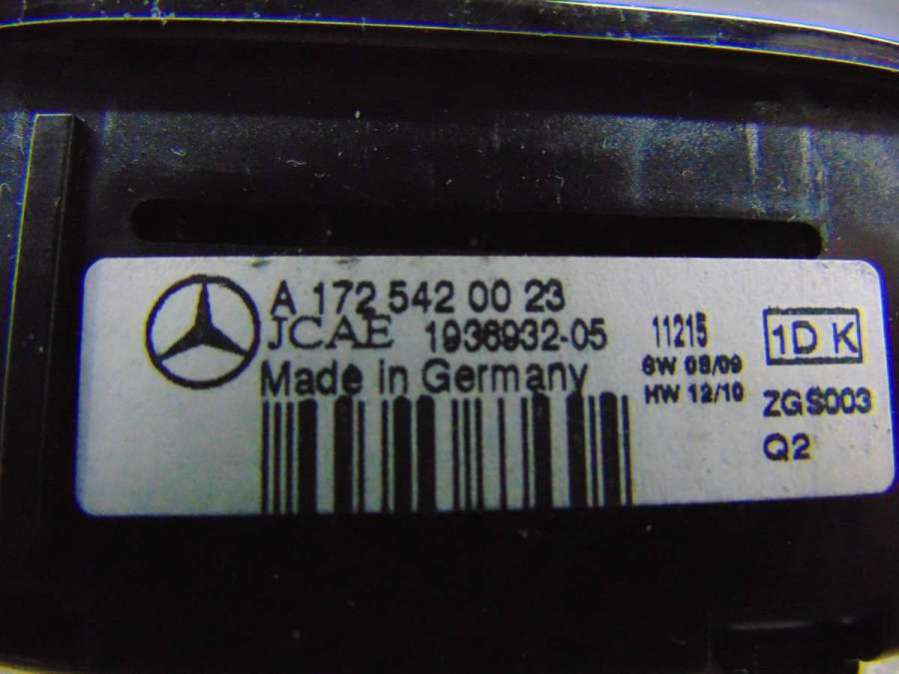 A 172 542 00 23
JCAE 1936932-05
Made in Germany
11215
SW 08/09
HW 12/10
1D K
ZGS003
Q2